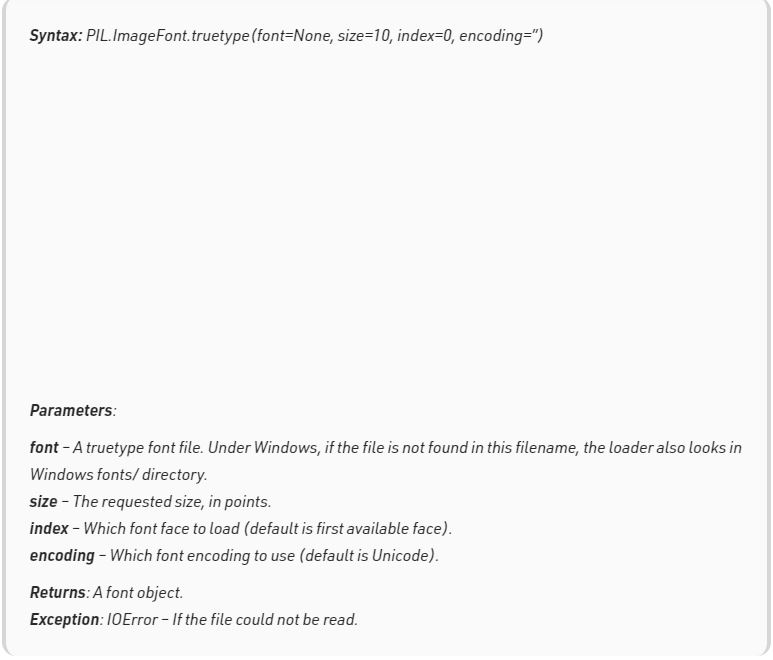 Syntax: PIL.ImageFont.truetype(font=None, size=10, index=0, encoding=”)
Parameters:
font – A truetype font file. Under Windows, if the file is not found in this filename, the loader also looks in
Windows fonts/ directory.
size – The requested size, in points.
index – Which font face to load (default is first available face).
encoding – Which font encoding to use (default is Unicode).
Returns: A font object.
Exception: IOError – If the file could not be read.